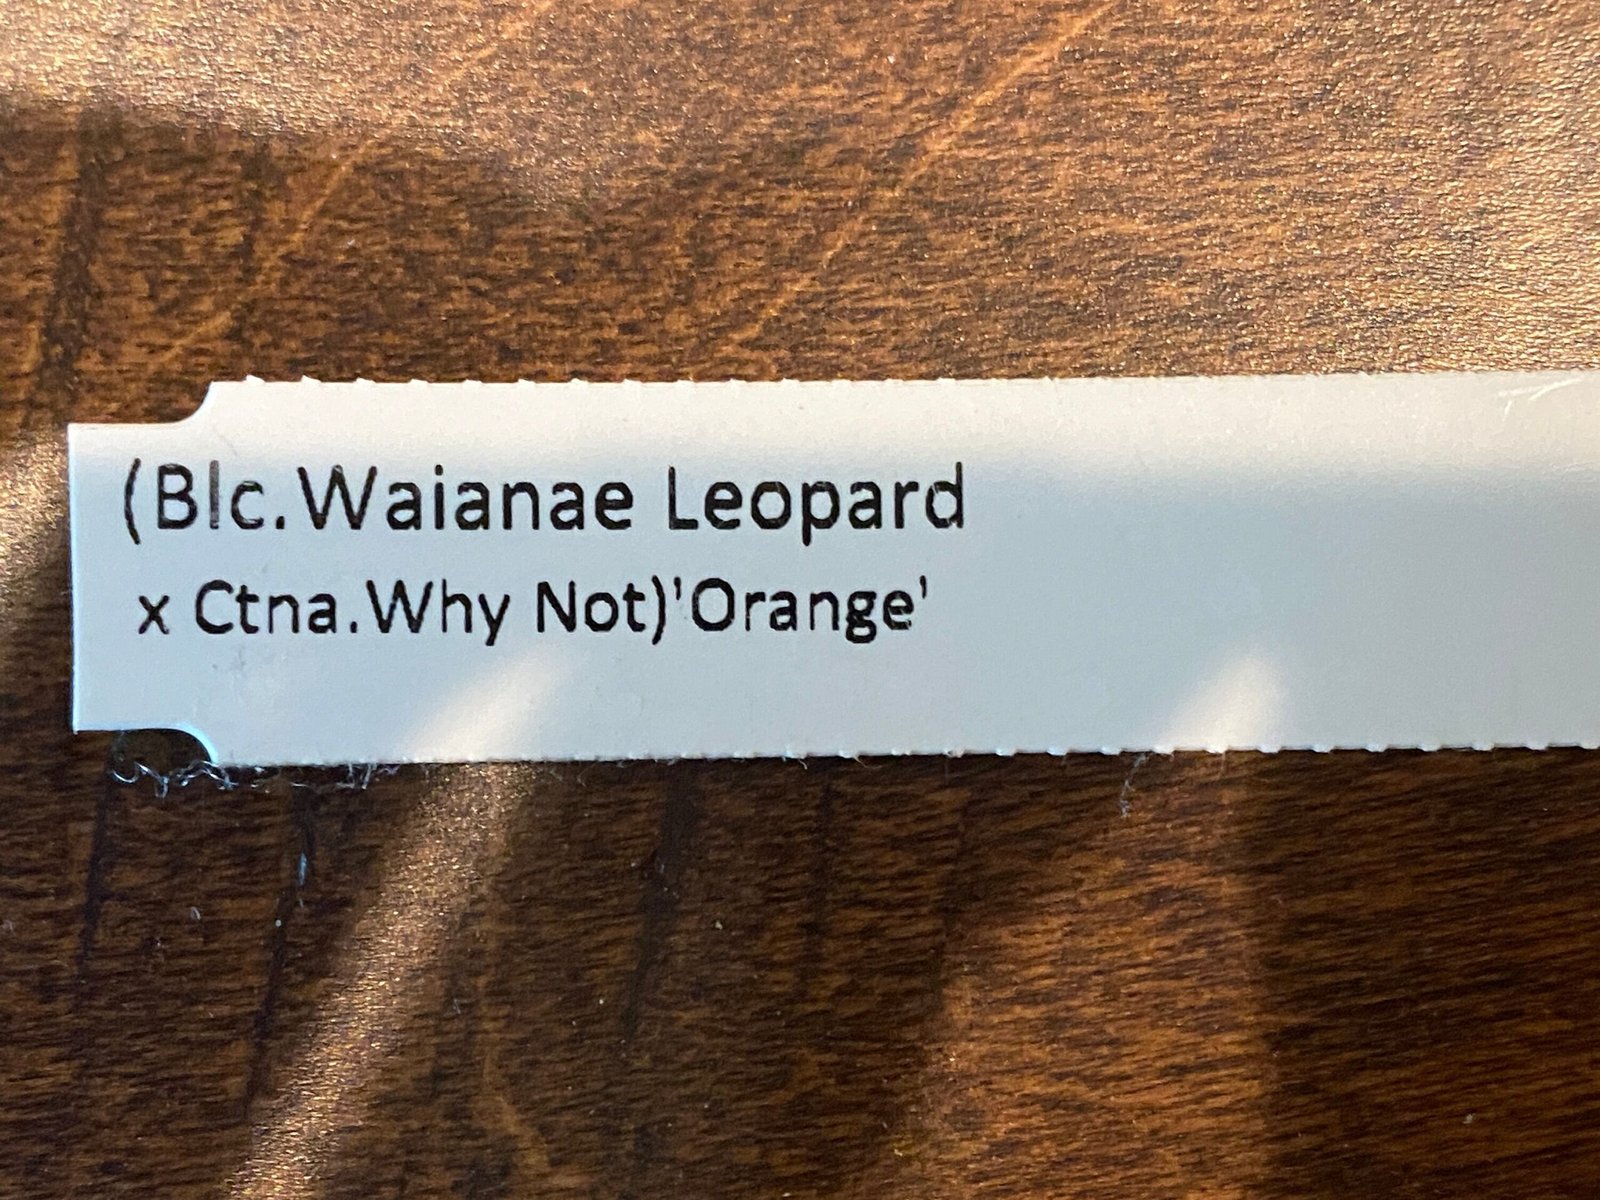 (Blc.Waianae Leopard
x Ctna.Why Not)'Orange'